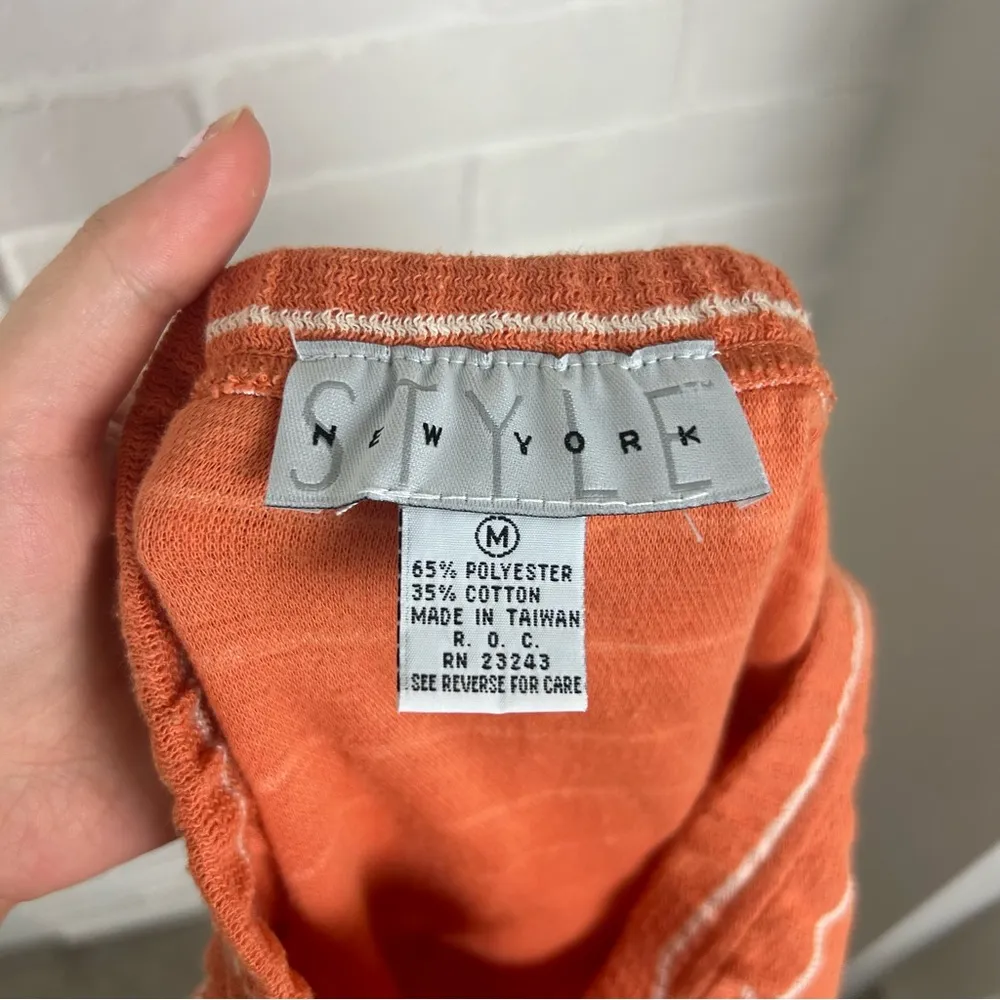 STYLE™
NEW YORK
M
65% POLYESTER
35% COTTON
MADE IN TAIWAN
R. O. C.
RN 23243
SEE REVERSE FOR CARE